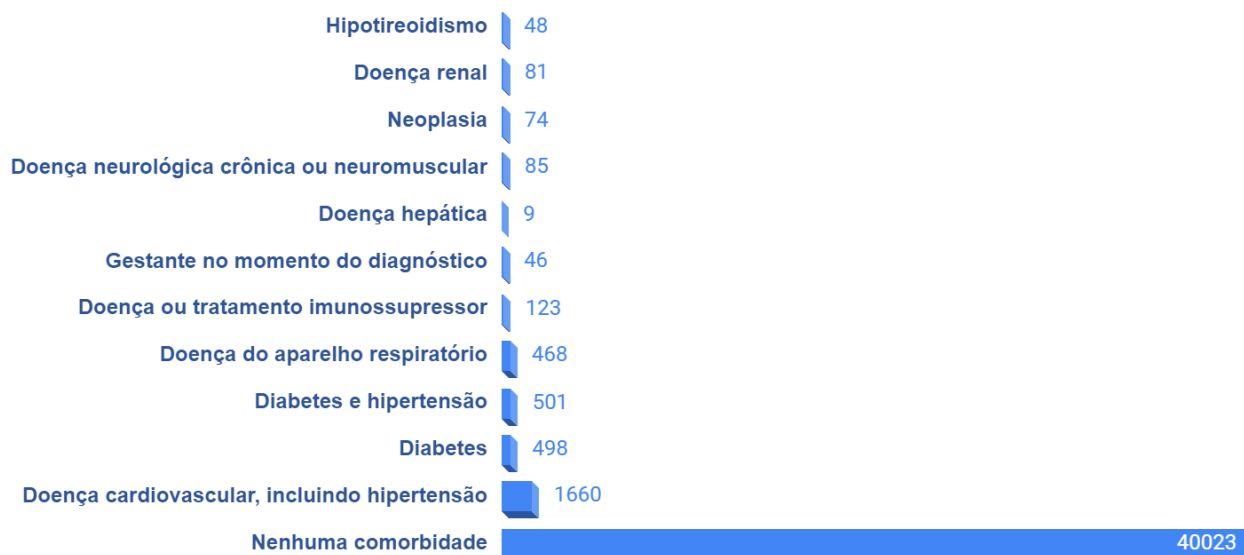 Hipotireoidismo 48
Doença renal 81
Neoplasia 74
Doença neurológica crônica ou neuromuscular 85
Doença hepática 9
Gestante no momento do diagnóstico 46
Doença ou tratamento imunossupressor 123
Doença do aparelho respiratório 468
Diabetes e hipertensão 501
Diabetes 498
Doença cardiovascular, incluindo hipertensão 1660
Nenhuma comorbidade 40023